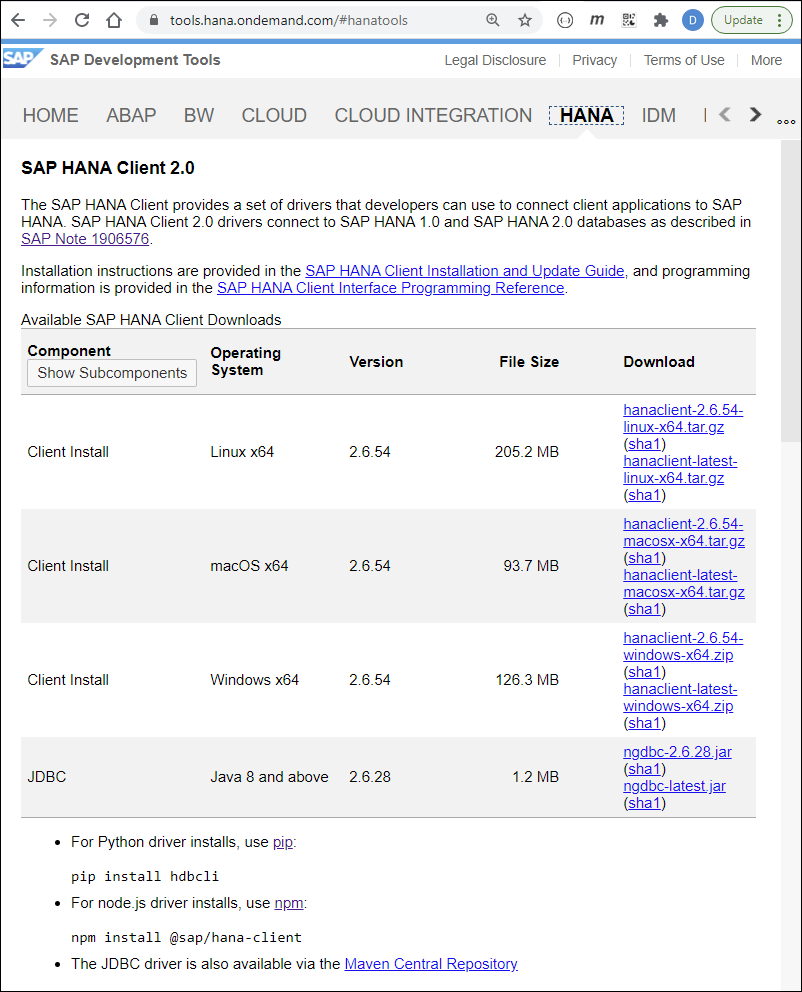 tools.hana.ondemand.com/#hanatools
m
D
Update
SAP
SAP Development Tools
Legal Disclosure
Privacy
Terms of Use
More
HOME
ABAP
BW
CLOUD
CLOUD INTEGRATION
HANA
IDM
SAP HANA Client 2.0
The SAP HANA Client provides a set of drivers that developers can use to connect client applications to SAP
HANA. SAP HANA Client 2.0 drivers connect to SAP HANA 1.0 and SAP HANA 2.0 databases as described in
SAP Note 1906576.
Installation instructions are provided in the SAP HANA Client Installation and Update Guide, and programming
information is provided in the SAP HANA Client Interface Programming Reference.
Available SAP HANA Client Downloads
Component
Show Subcomponents
Operating
System
Version
File Size
Download
Client Install
Linux x64
2.6.54
205.2 MB
hanaclient-2.6.54-
linux-x64.tar.gz
(sha1)
hanaclient-latest-
linux-x64.tar.gz
(sha1)
Client Install
macOS x64
2.6.54
93.7 MB
hanaclient-2.6.54-
macosx-x64.tar.gz
(sha1)
hanaclient-latest-
macosx-x64.tar.gz
(sha1)
Client Install
Windows x64
2.6.54
126.3 MB
hanaclient-2.6.54-
windows-x64.zip
(sha1)
hanaclient-latest-
windows-x64.zip
(sha1)
JDBC
Java 8 and above
2.6.28
1.2 MB
ngdbc-2.6.28.jar
(sha1)
ngdbc-latest.jar
(sha1)
• For Python driver installs, use pip:
pip install hdbcli
• For node.js driver installs, use npm:
npm install @sap/hana-client
• The JDBC driver is also available via the Maven Central Repository